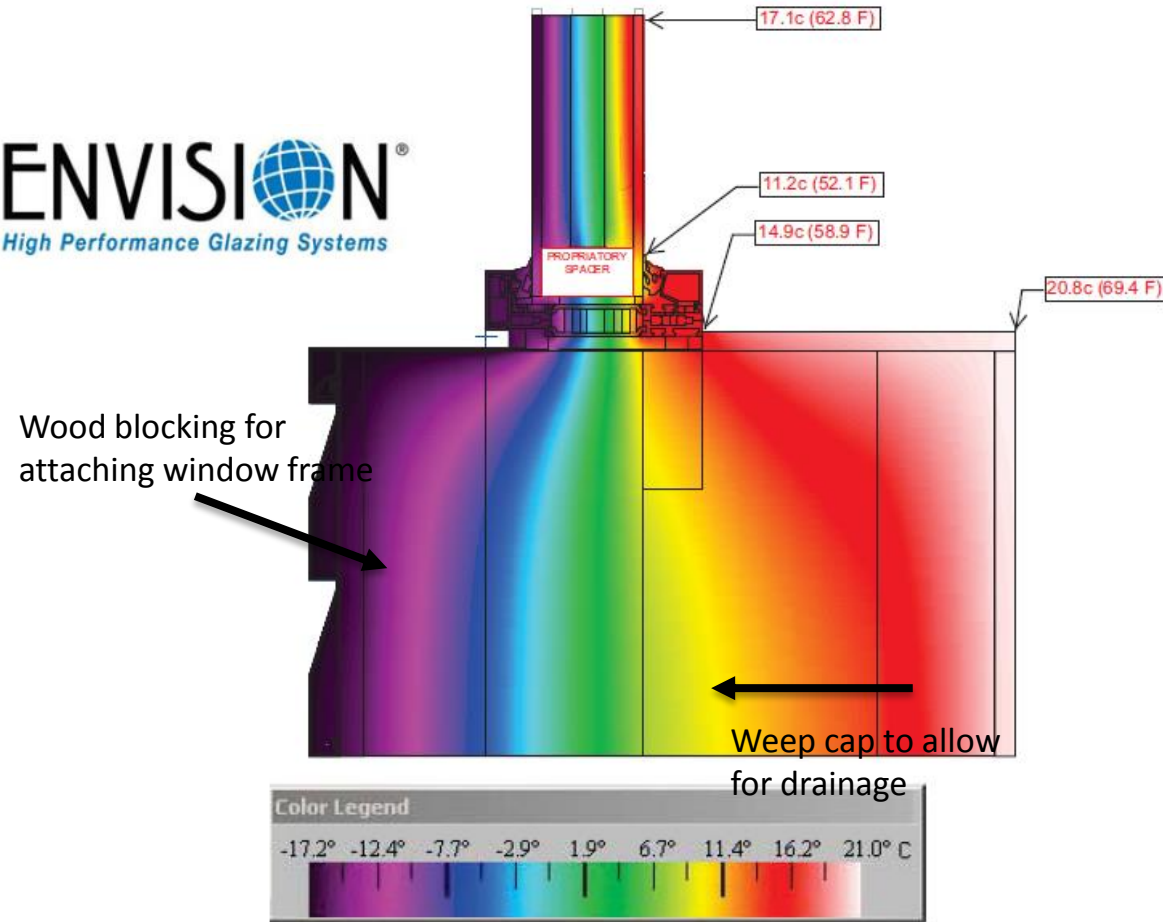 17.1c (62.8 F)
ENVISION®
High Performance Glazing Systems
11.2c (52.1 F)
14.9c (58.9 F)
PROPRIATORY
SPACER
20.8c (69.4 F)
Wood blocking for
attaching window frame
Weep cap to allow
for drainage
Color Legend
-17.2° -12.4° -7.7° -2.9° 1.9° 6.7° 11.4° 16.2° 21.0° C